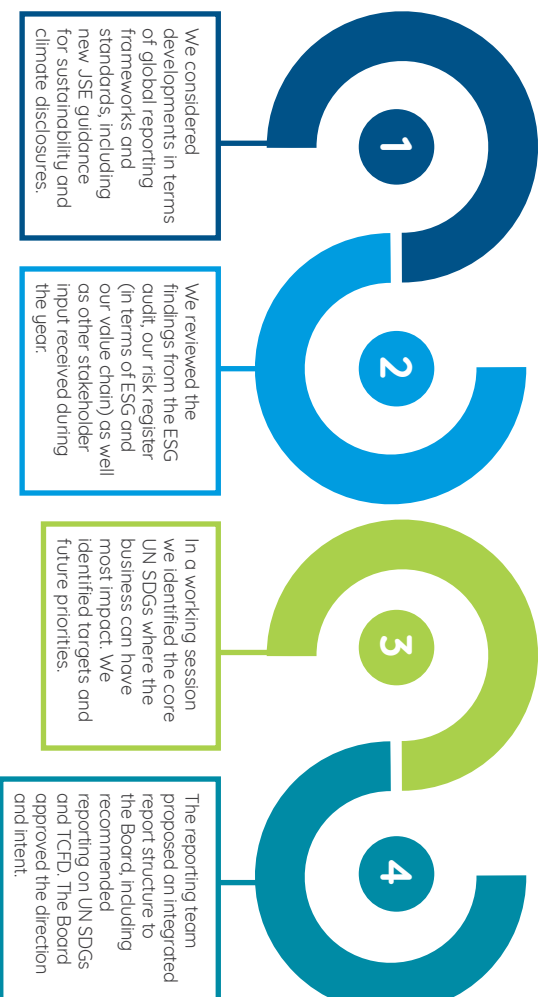 1
We considered
developments in terms
of global reporting
frameworks and
standards, including
new JSE guidance
for sustainability and
climate disclosures.
2
We reviewed the
findings from the ESG
audit, our risk register
(in terms of ESG and
our value chain) as well
as other stakeholder
input received during
the year.
3
In a working session
we identified the core
UN SDGs where the
business can have
most impact. We
identified targets and
future priorities.
4
The reporting team
proposed an integrated
report structure to
the Board, including
recommended
reporting on UN SDGs
and TCFD. The Board
approved the direction
and intent.